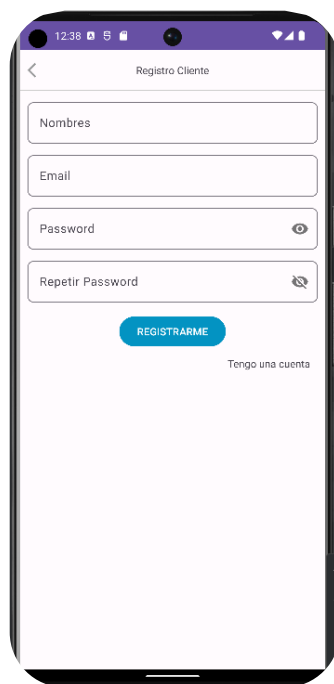 12:38
Registro Cliente
Nombres
Email
Password
Repetir Password
REGISTRARME
Tengo una cuenta